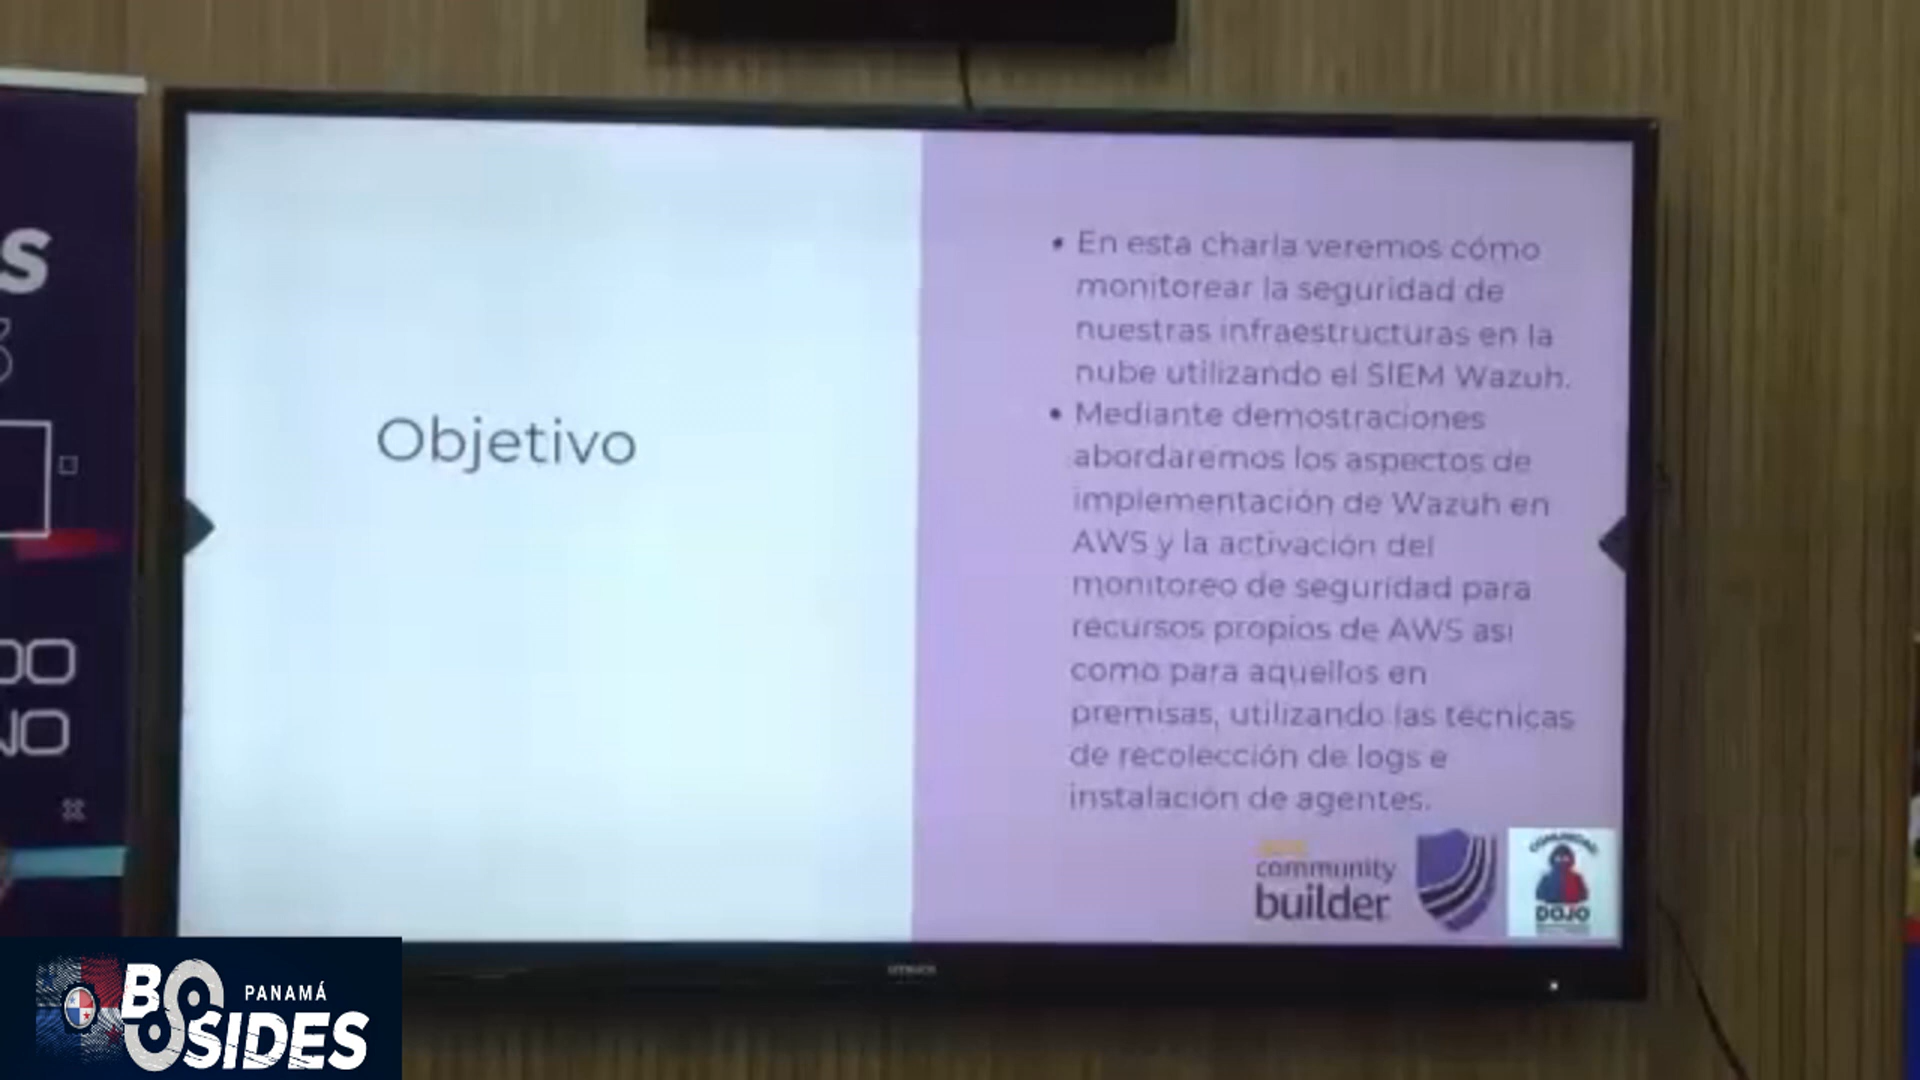 S
Objetivo
• En esta charla veremos cómo
monitorear la seguridad de
nuestras infraestructuras en la
nube utilizando el SIEM Wazuh.
• Mediante demostraciones
abordaremos los aspectos de
implementación de Wazuh en
AWS y la activación del
monitoreo de seguridad para
recursos propios de AWS así
como para aquellos en
premisas, utilizando las técnicas
de recolección de logs e
instalación de agentes.
community
builder
COMUNIDAD
DOJO
DO
NO
PANAMÁ
BSIDES